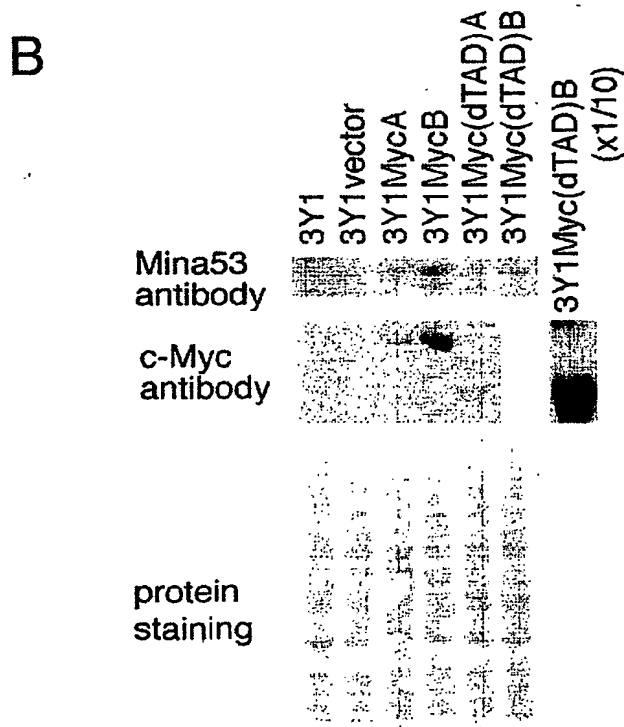 B
3Y1
3Y1vector
3Y1MycA
3Y1MycB
3Y1Myc(dTAD)A
3Y1Myc(dTAD)B
3Y1Myc(dTAD)B
(x1/10)
Mina53
antibody
c-Myc
antibody
protein
staining